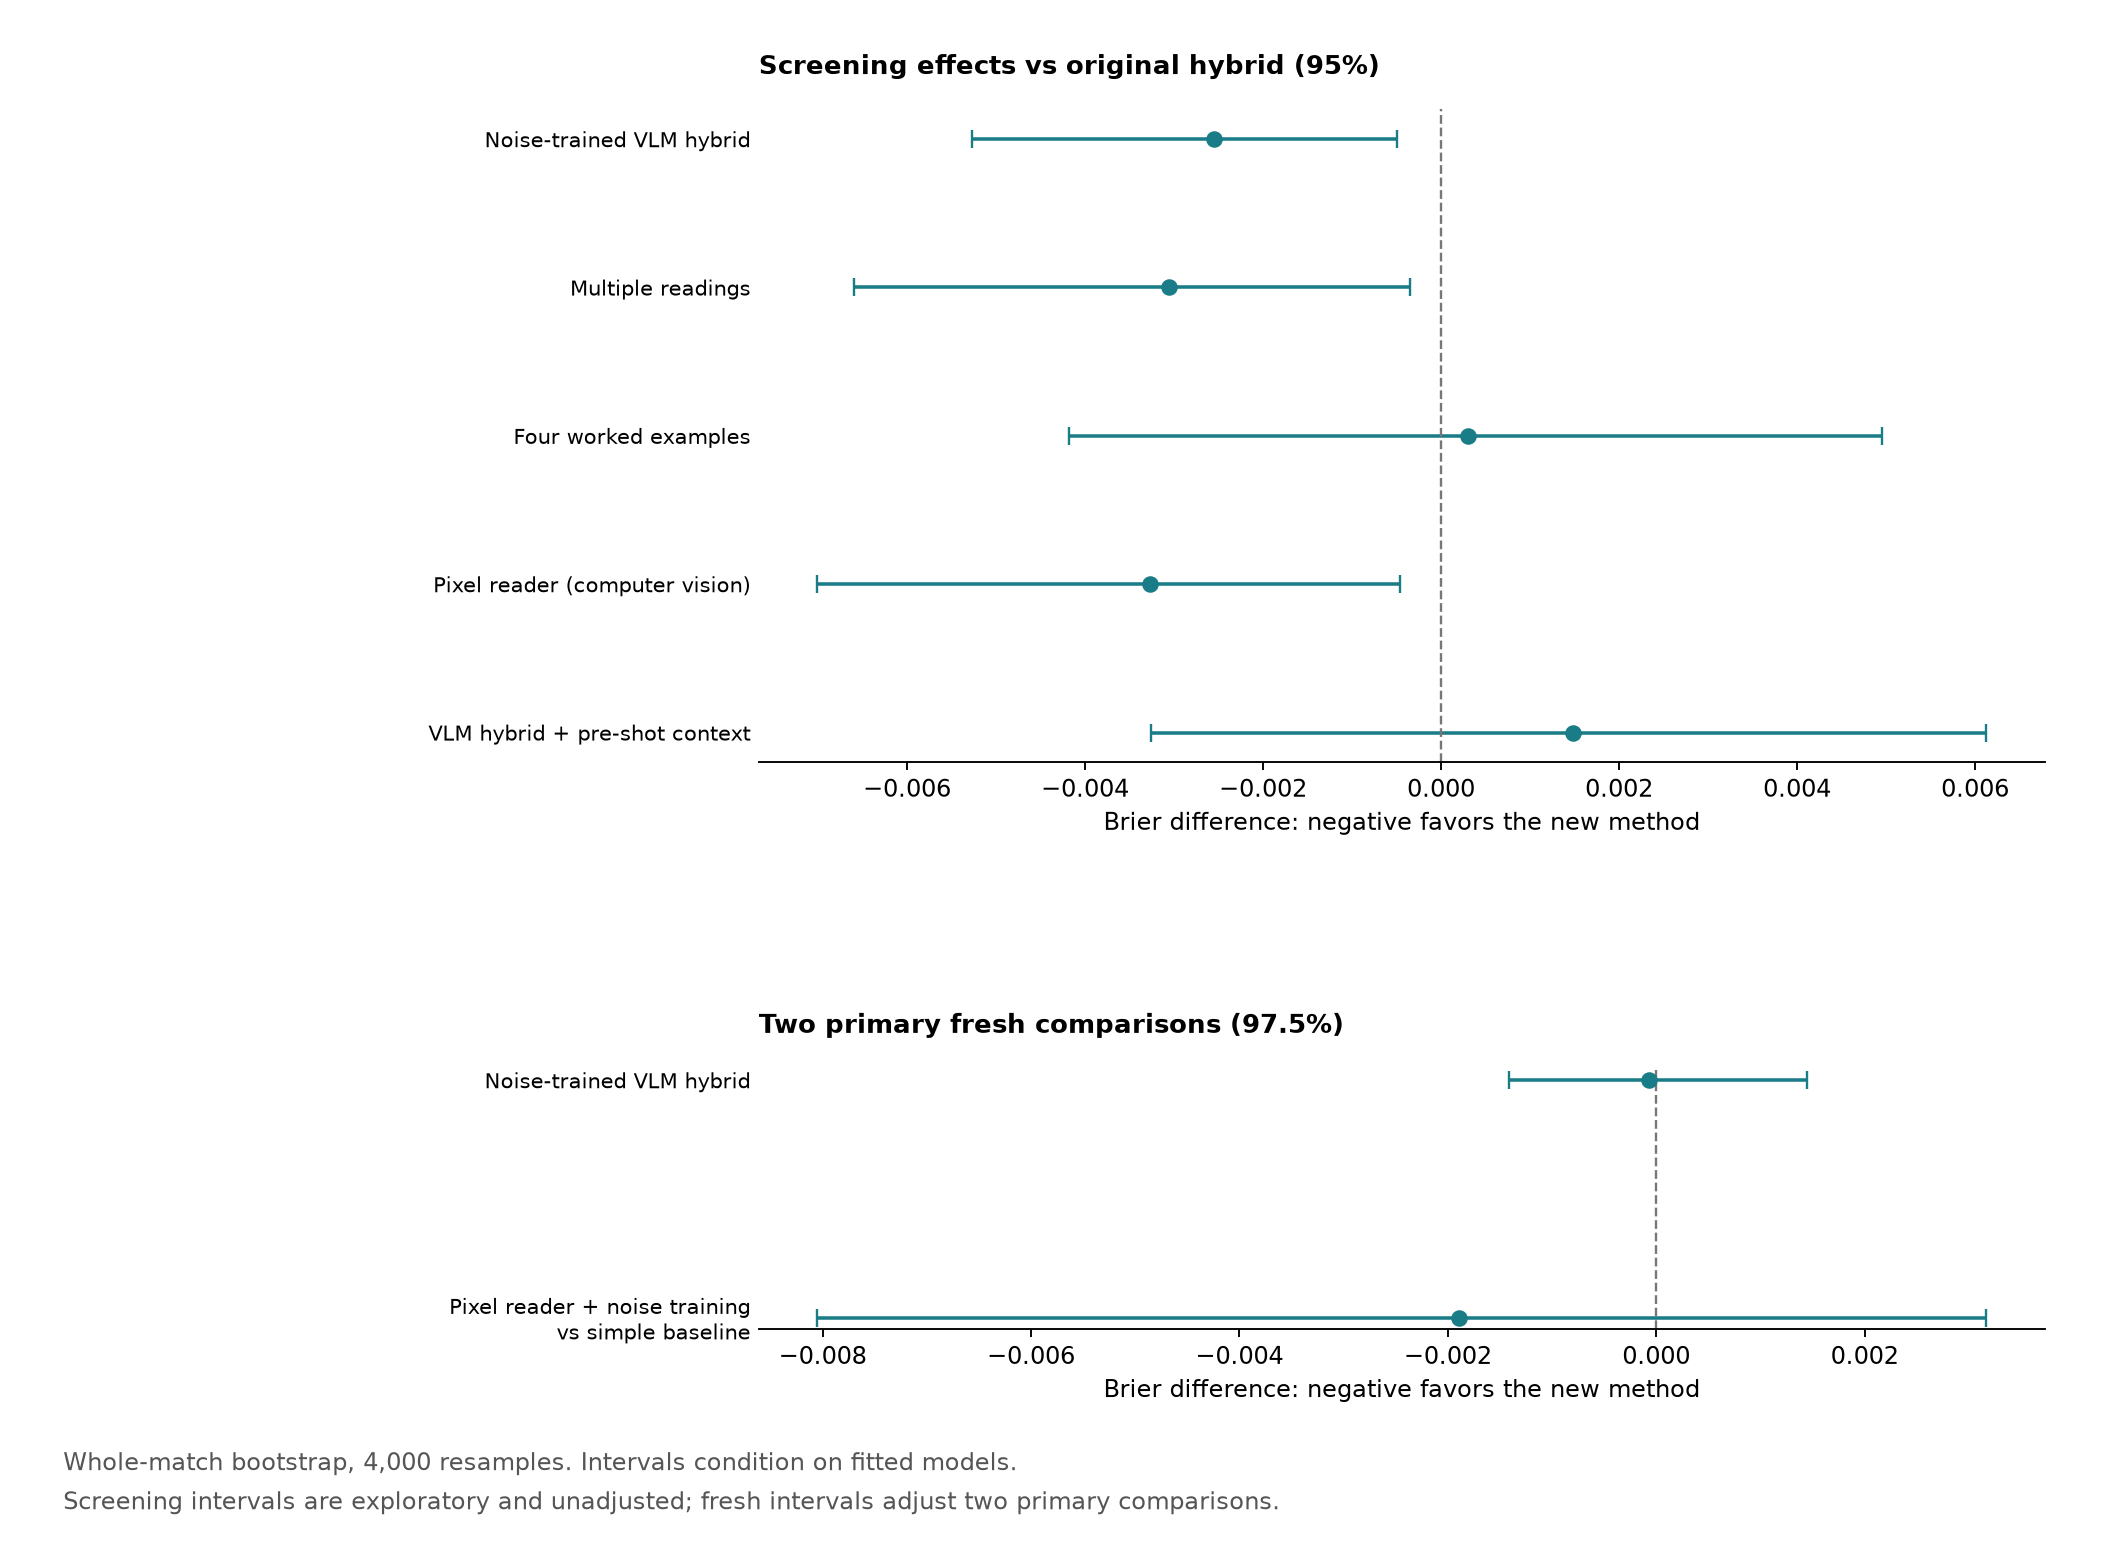 Screening effects vs original hybrid (95%)
Noise-trained VLM hybrid
Multiple readings
Four worked examples
Pixel reader (computer vision)
VLM hybrid + pre-shot context
−0.006 −0.004 −0.002 0.000 0.002 0.004 0.006
Brier difference: negative favors the new method
Two primary fresh comparisons (97.5%)
Noise-trained VLM hybrid
Pixel reader + noise training
vs simple baseline
−0.008 −0.006 −0.004 −0.002 0.000 0.002
Brier difference: negative favors the new method
Whole-match bootstrap, 4,000 resamples. Intervals condition on fitted models.
Screening intervals are exploratory and unadjusted; fresh intervals adjust two primary comparisons.